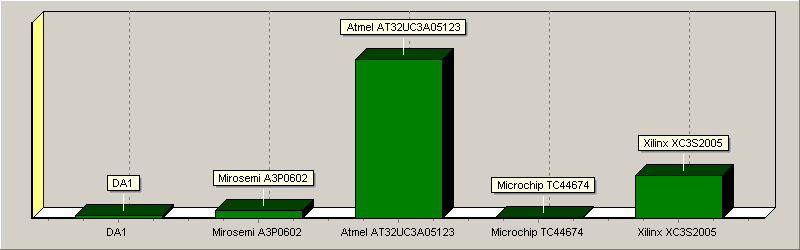 Atmel AT32UC3A05123
Xilinx XC3S2005
DA1
Mirosemi A3P0602
Microchip TC44674
DA1
Mirosemi A3P0602
Atmel AT32UC3A05123
Microchip TC44674
Xilinx XC3S2005